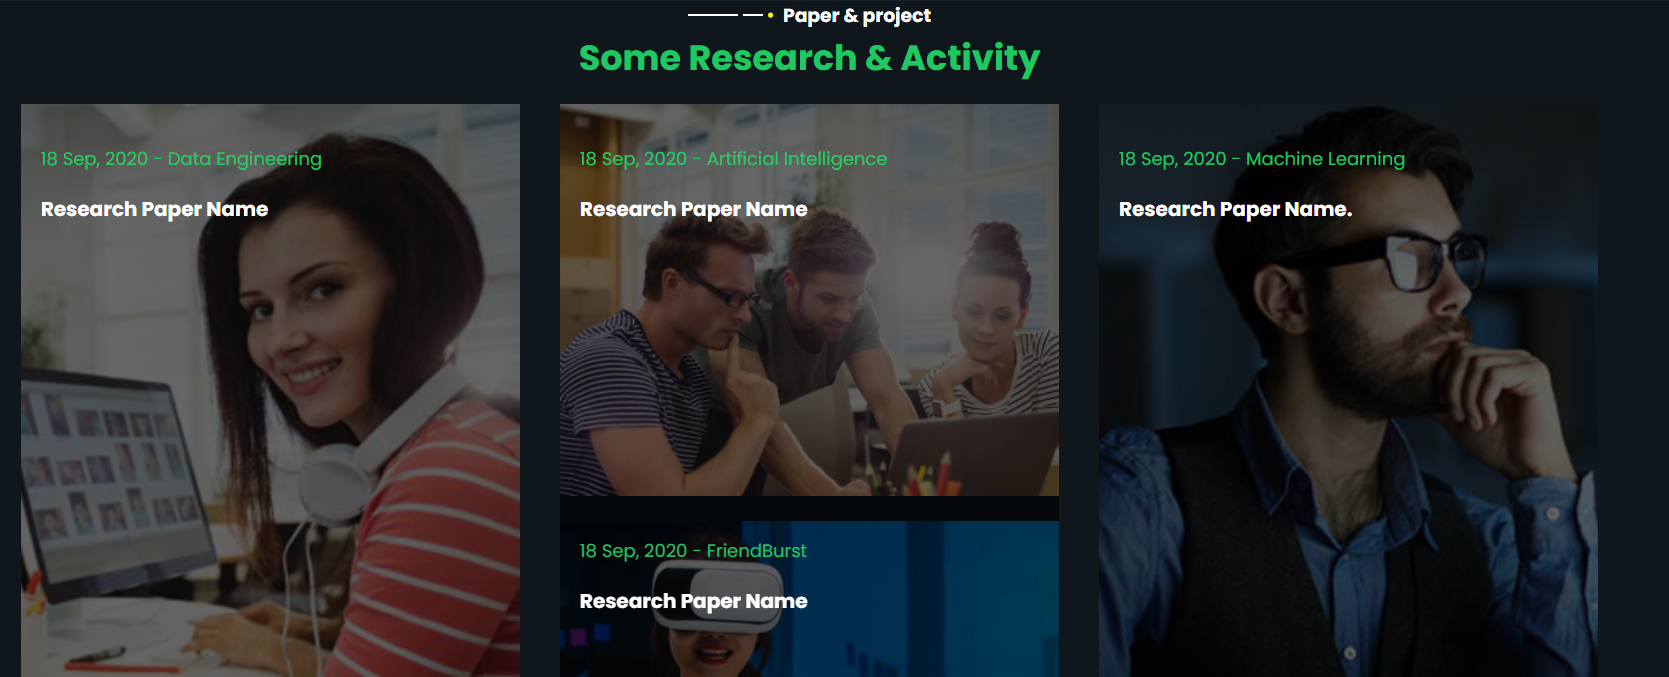 Paper & project
Some Research & Activity
18 Sep, 2020 - Data Engineering
Research Paper Name
18 Sep, 2020 - Artificial Intelligence
Research Paper Name
18 Sep, 2020 - FriendBurst
Research Paper Name
18 Sep, 2020 - Machine Learning
Research Paper Name.